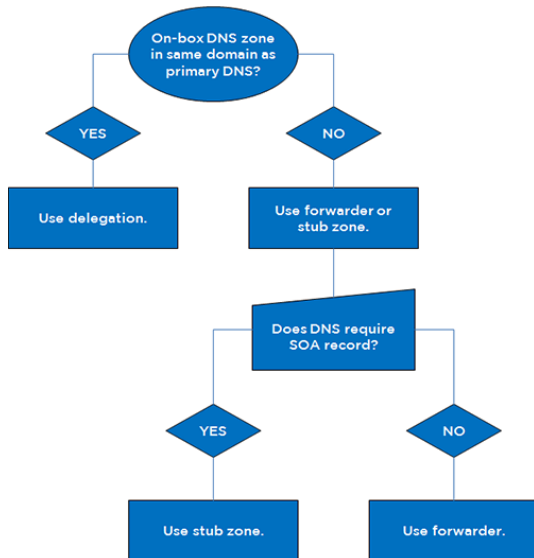 On-box DNS zone
in same domain as
primary DNS?
YES
NO
Use delegation.
Use forwarder or
stub zone.
Does DNS require
SOA record?
YES
NO
Use stub zone.
Use forwarder.